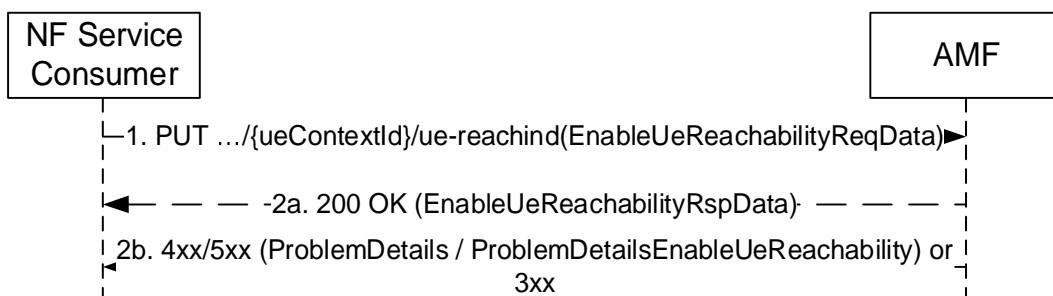 NF Service
Consumer
AMF
1. PUT …/{ueContextId}/ue-reachind(EnableUeReachabilityReqData)
2a. 200 OK (EnableUeReachabilityRspData)
2b. 4xx/5xx (ProblemDetails / ProblemDetailsEnableUeReachability) or
3xx